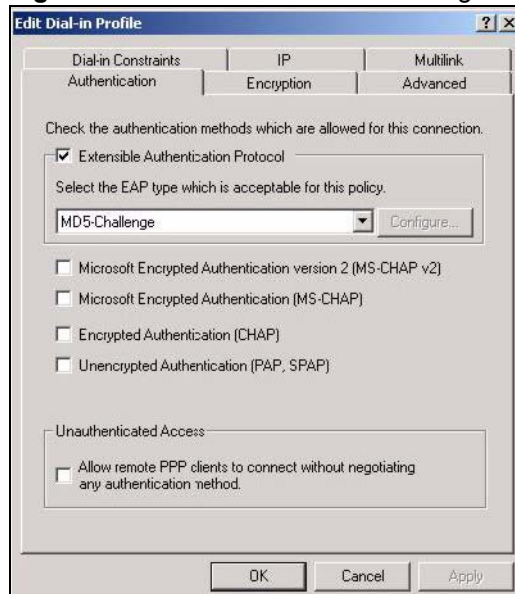 Edit Dial-in Profile
? X
Dial-in Constraints IP Multilink
Authentication Encryption Advanced
Check the authentication methods which are allowed for this connection.
Extensible Authentication Protocol
Select the EAP type which is acceptable for this policy.
MD5-Challenge Configure...
Microsoft Encrypted Authentication version 2 (MS-CHAP v2)
Microsoft Encrypted Authentication (MS-CHAP)
Encrypted Authentication (CHAP)
Unencrypted Authentication (PAP, SPAP)
Unauthenticated Access
Allow remote PPP clients to connect without negotiating
any authentication method.
OK Cancel Apply